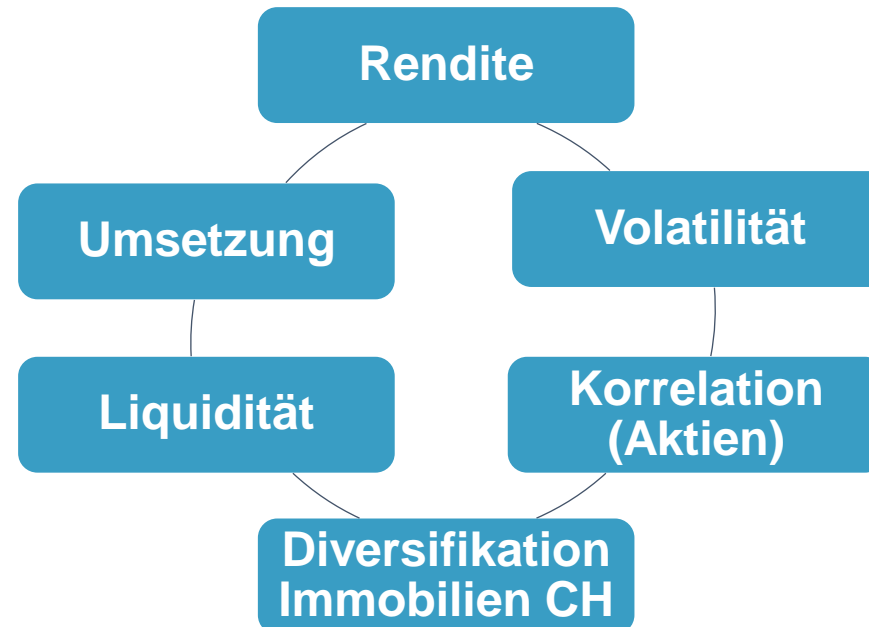 Rendite
Umsetzung
Volatilität
Liquidität
Korrelation
(Aktien)
Diversifikation
Immobilien CH